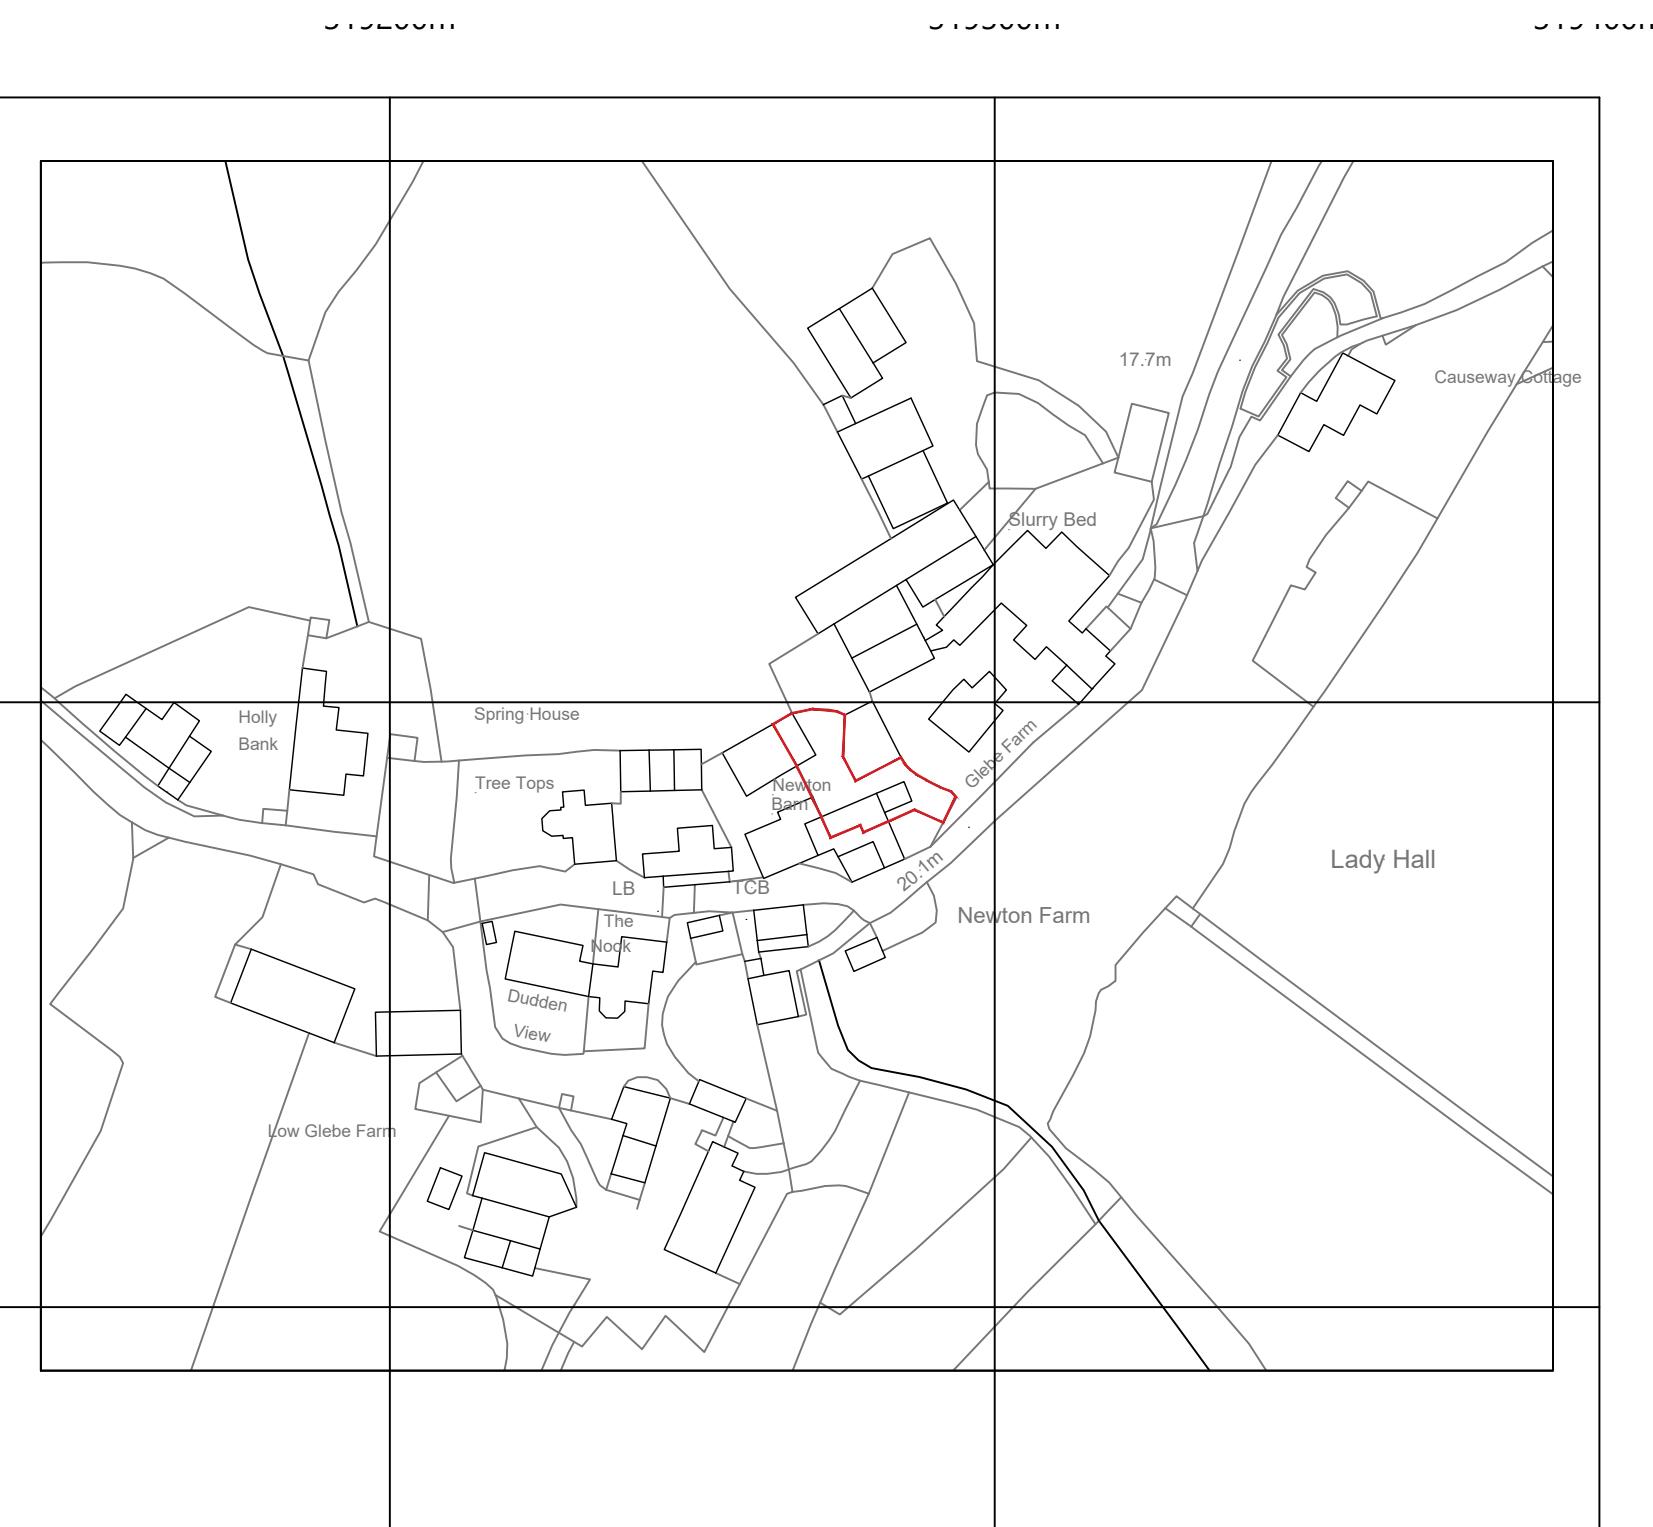 17.7m
Causeway Cottage
Slurry Bed
Holly
Bank
Spring House
Glebe Farm
Tree Tops
Newton
Barn
20.1m
Lady Hall
LB
TCB
Newton Farm
The
Nook
Dudden
View
Low Glebe Farm